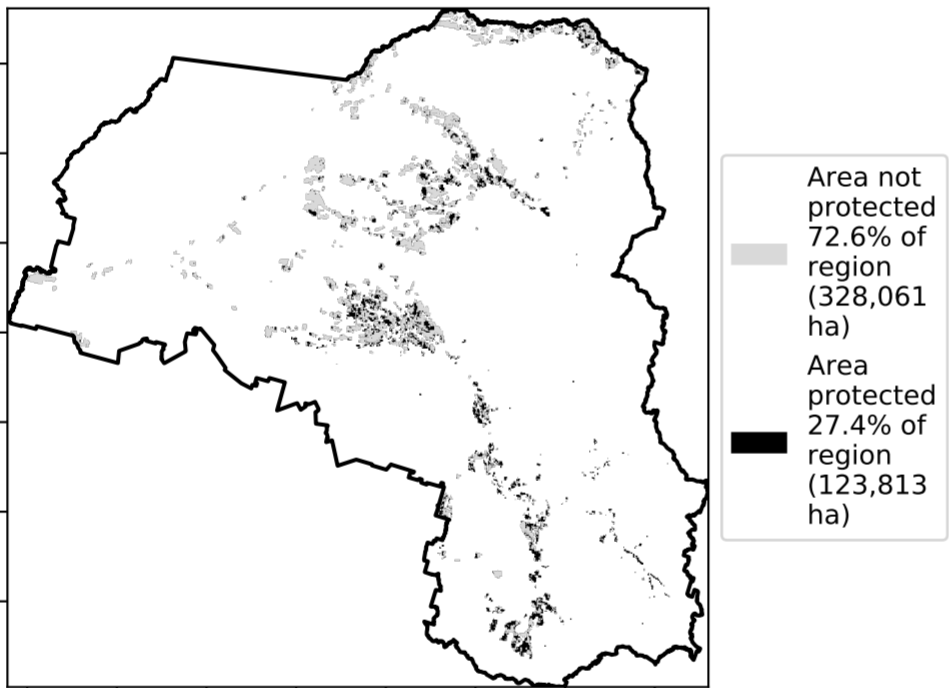 Area not
protected
72.6% of
region
(328,061
ha)
Area
protected
27.4% of
region
(123,813
ha)